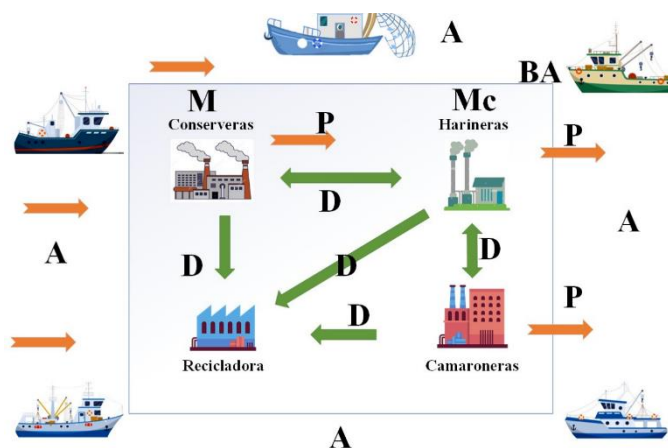 A
BA
M
Mc
Conserveras
P
Harineras
P
D
A
A
D
D
D
P
D
Recicladora
Camaroneras
A